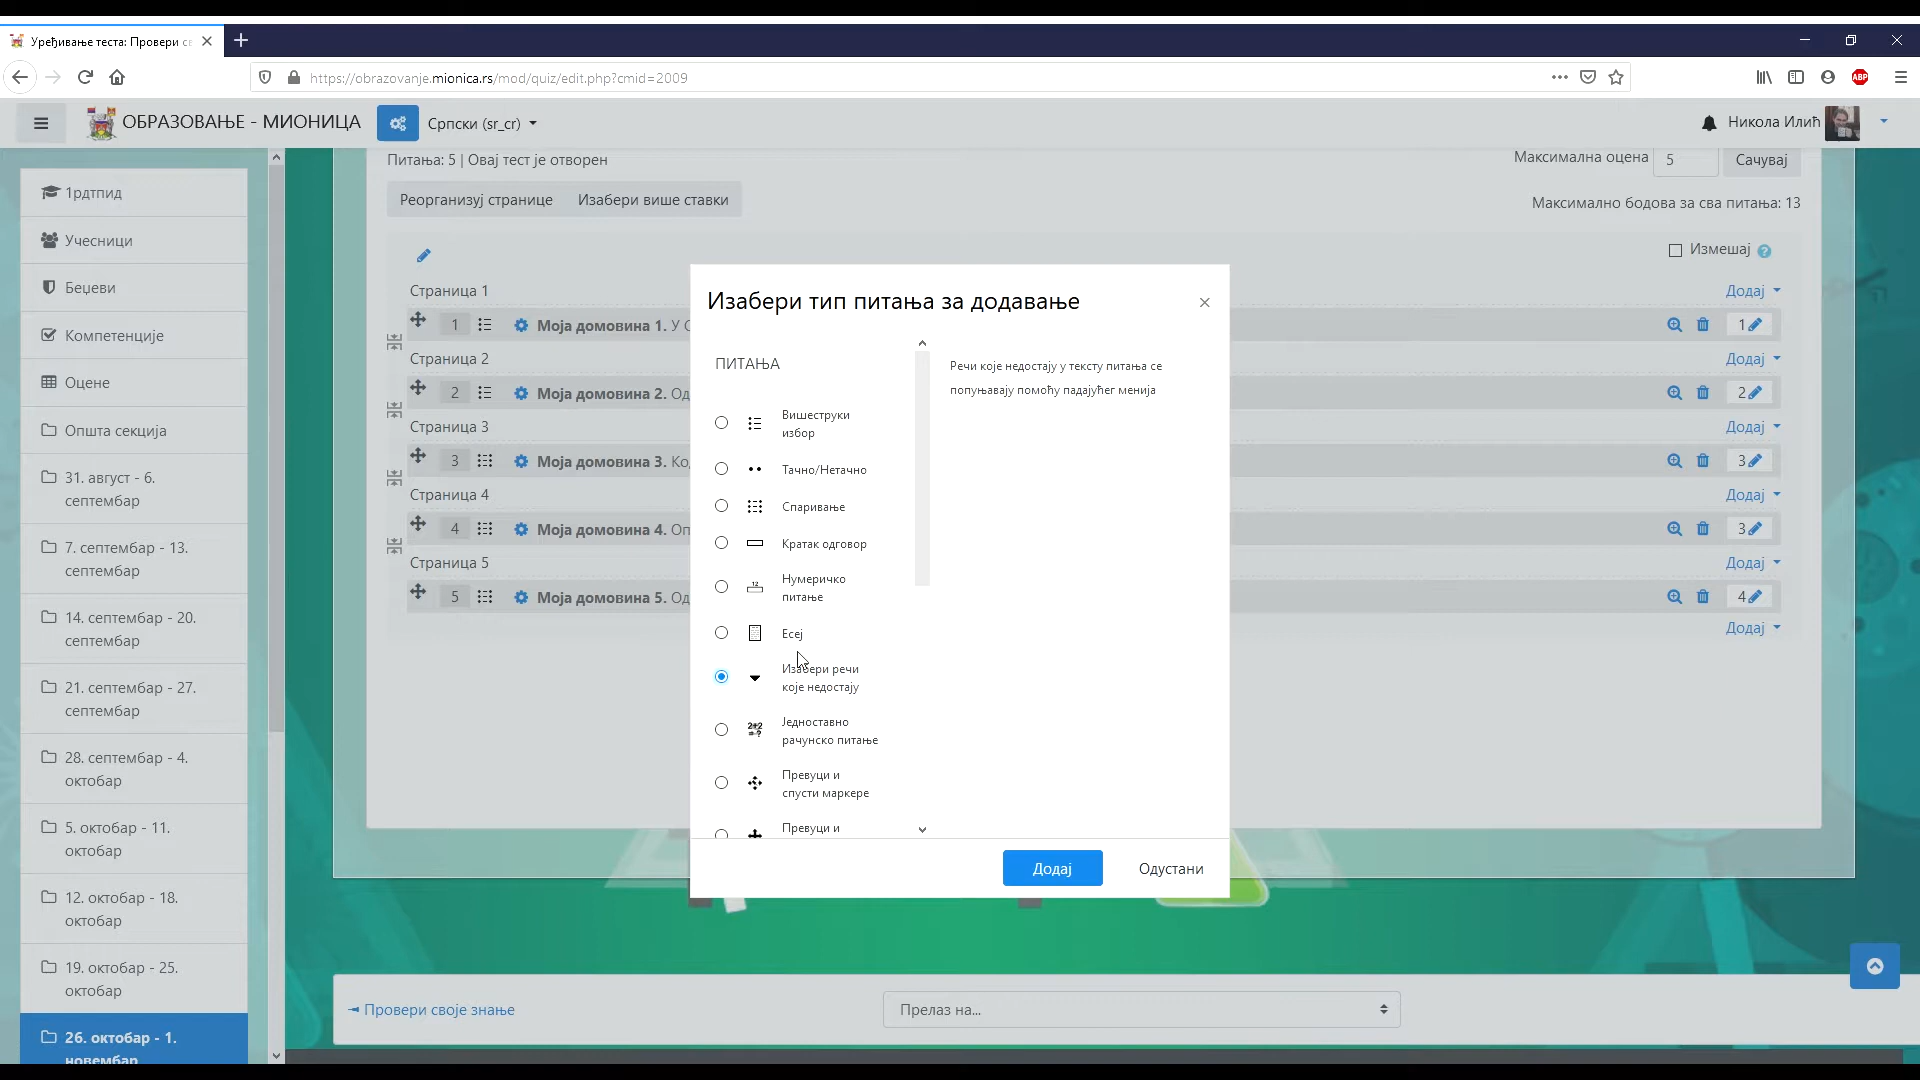 Уређивање теста: Провери се
https://obrazovanje.mionica.rs/mod/quiz/edit.php?cmid=2009
ABP
ОБРАЗОВАЊЕ - МИОНИЦА
Српски (sr_cr)
Никола Илић
1рдтпид
Учесници
Беџеви
Компетенције
Оцене
Општа секција
31. август - 6.
септембар
7. септембар - 13.
септембар
14. септембар - 20.
септембар
21. септембар - 27.
септембар
28. септембар - 4.
октобар
5. октобар - 11.
октобар
12. октобар - 18.
октобар
19. октобар - 25.
октобар
26. октобар - 1.
новембар
Питања: 5 | Овај тест је отворен
Максимална оцена 5 Сачувај
Реорганизуј странице Изабери више ставки
Максимално бодова за сва питања: 13
Измешај
Страница 1 Додај
1 Моја домовина 1. У С 1
Страница 2 Додај
2 Моја домовина 2. Од 2
Страница 3 Додај
3 Моја домовина 3. Ко 3
Страница 4 Додај
4 Моја домовина 4. Оп 3
Страница 5 Додај
5 Моја домовина 5. Од 4
Додај
Изабери тип питања за додавање
ПИТАЊА
Вишеструки
избор
Тачно/Нетачно
Спаривање
Кратак одговор
Нумеричко
питање
Есеј
Изабери речи
које недостају
Једноставно
рачунско питање
Превуци и
спусти маркере
Превуци и
Речи које недостају у тексту питања се
попуњавају помоћу падајућег менија
Додај Одустани
Провери своје знање
Прелаз на...